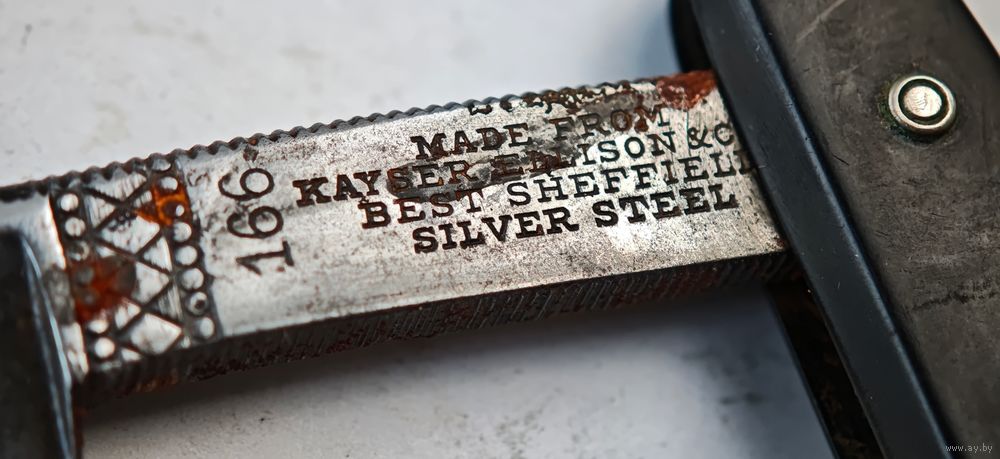 MADE FROM
KAYSER ELLISON & C
BEST SHEFFIELD
SILVER STEEL
166
www.ay.by